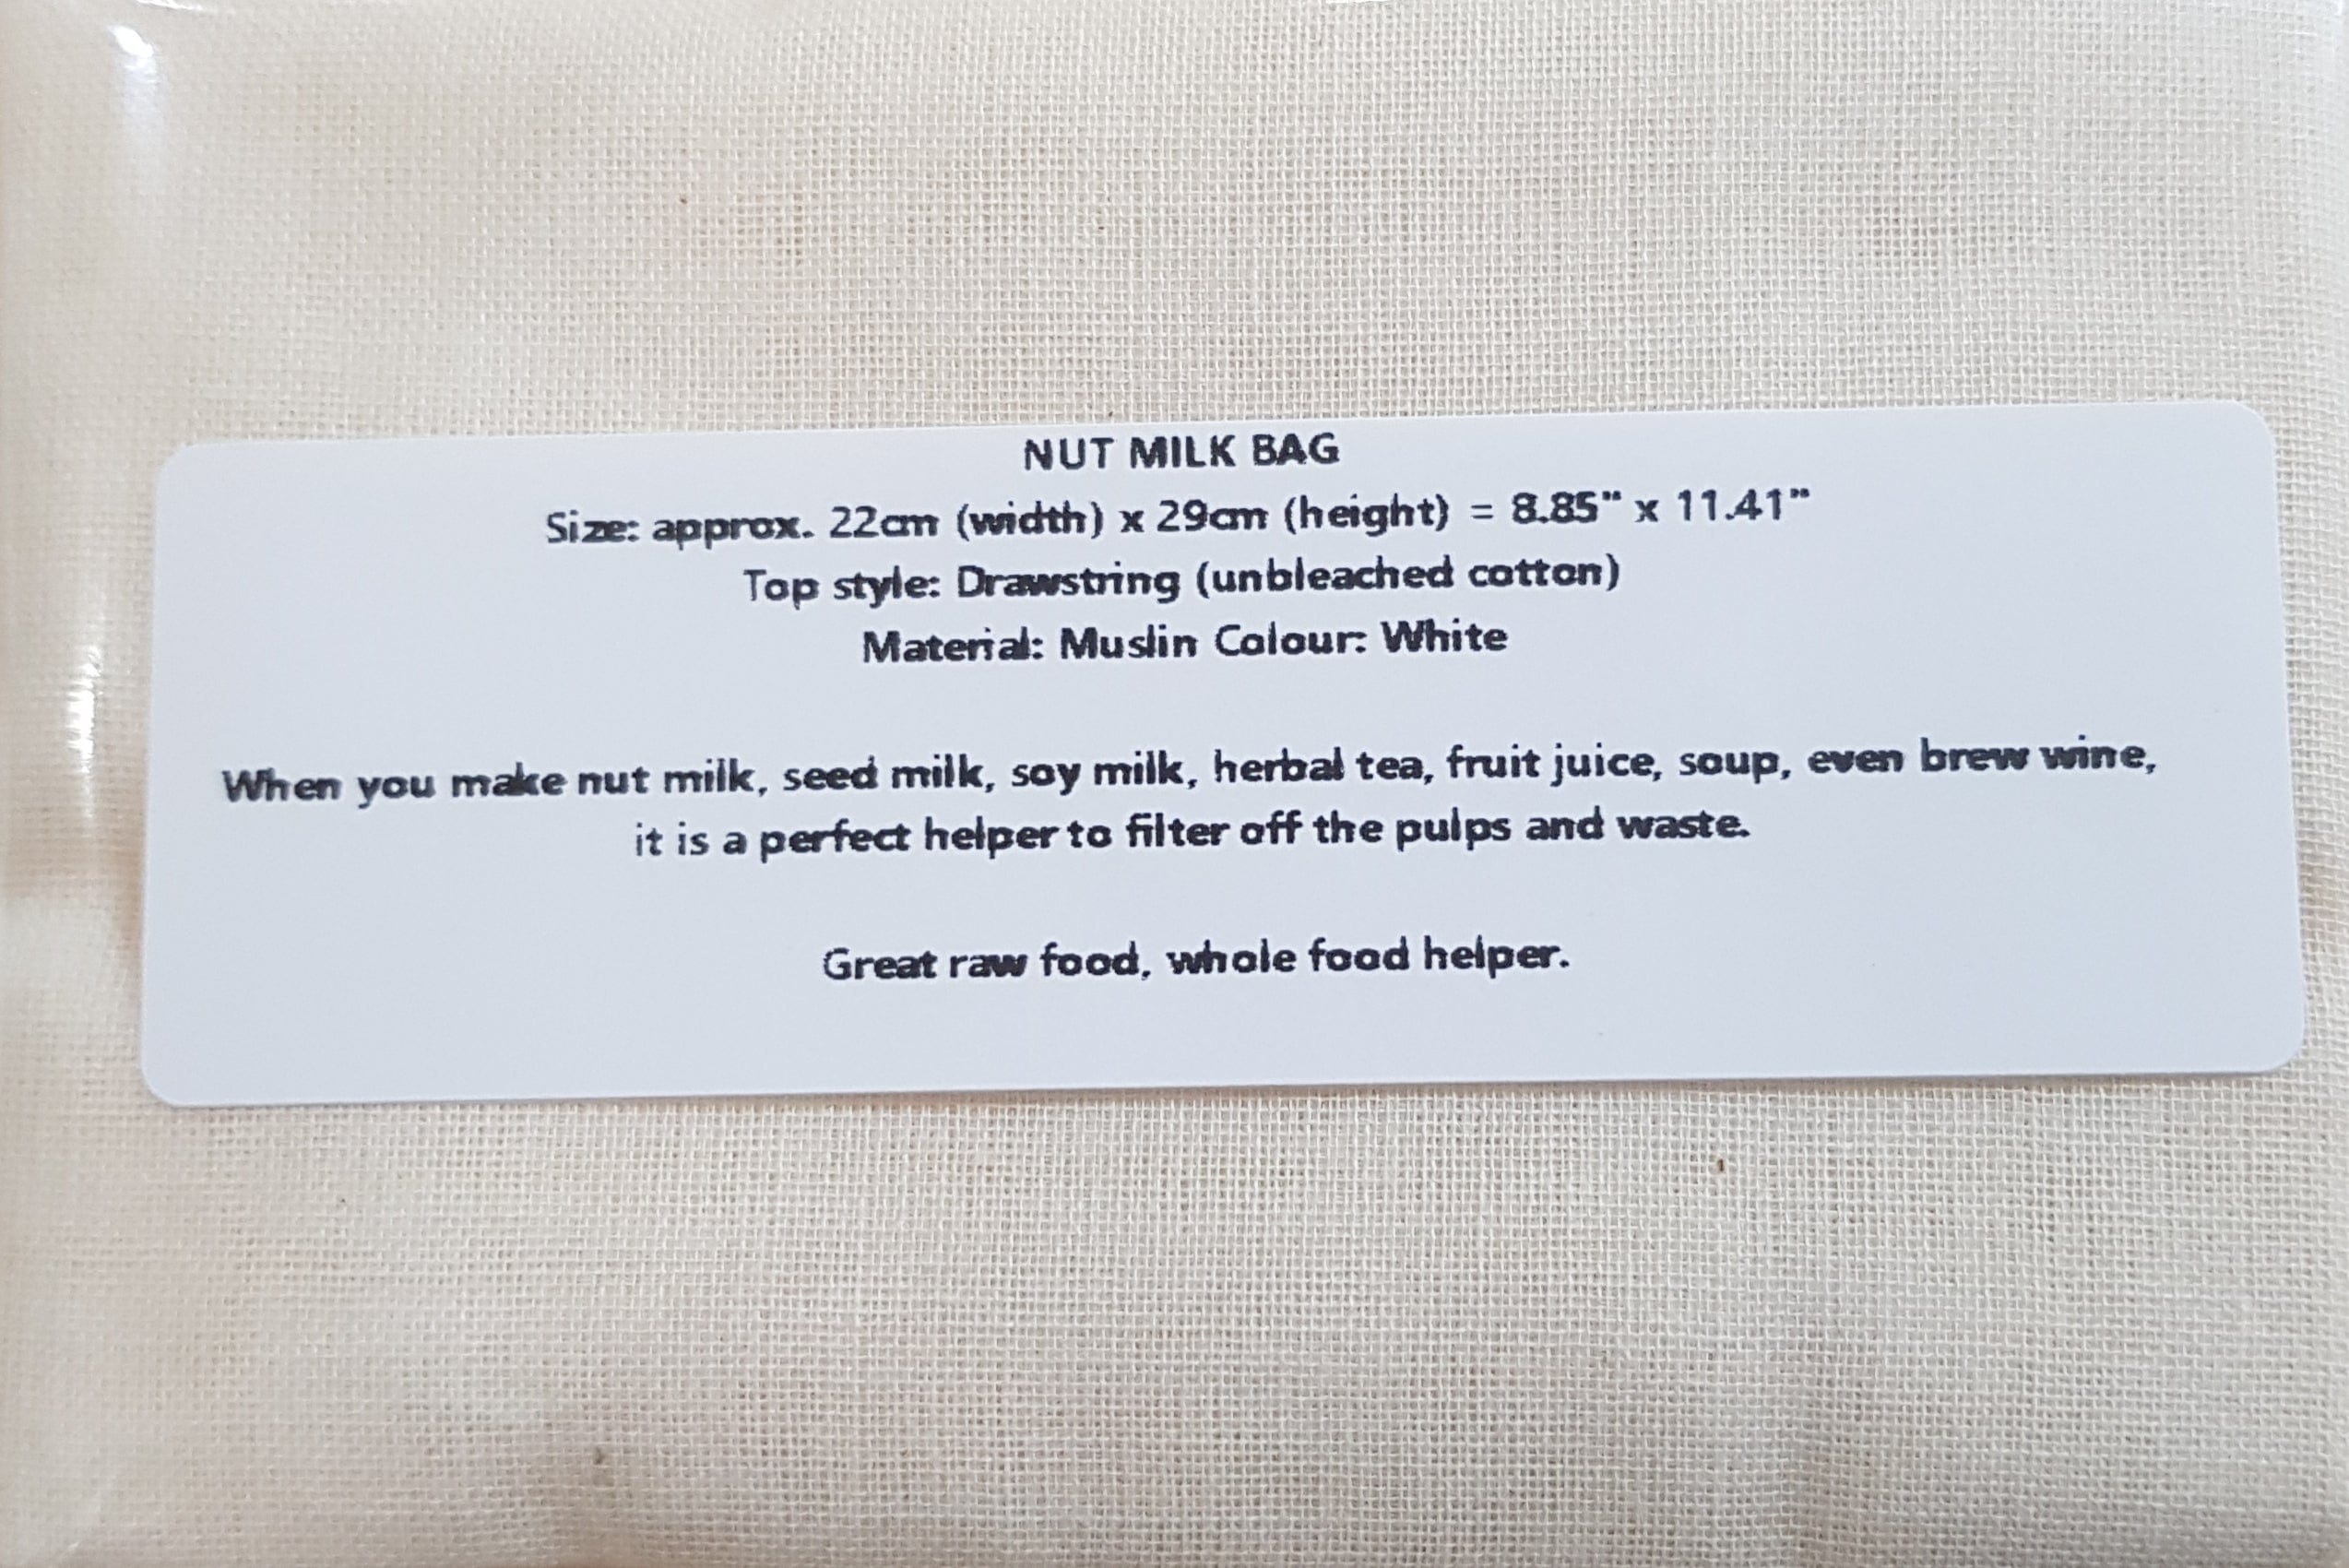 NUT MILK BAG
Size: approx. 22cm (width) x 29cm (height) = 8.85" x 11.41"
Top style: Drawstring (unbleached cotton)
Material: Muslin Colour: White
When you make nut milk, seed milk, soy milk, herbal tea, fruit juice, soup, even brew wine,
it is a perfect helper to filter off the pulps and waste.
Great raw food, whole food helper.